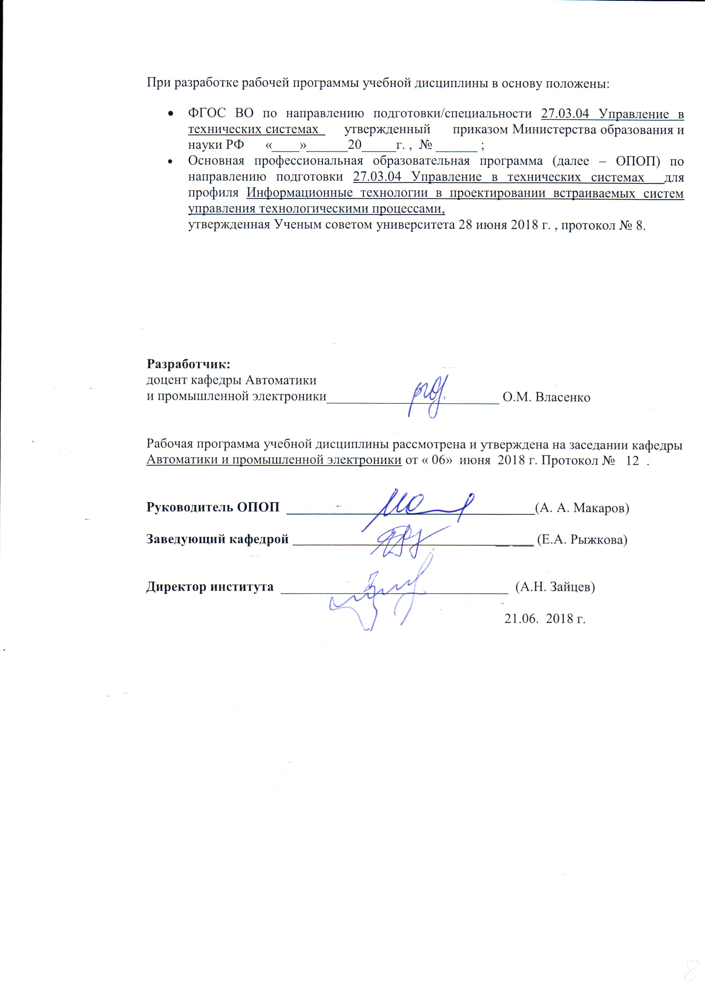 При разработке рабочей программы учебной дисциплины в основу положены:
• ФГОС ВО по направлению подготовки/специальности 27.03.04 Управление в
технических системах утвержденный приказом Министерства образования и
науки РФ «____»______20_____г. , № ______ ;
• Основная профессиональная образовательная программа (далее – ОПОП) по
направлению подготовки 27.03.04 Управление в технических системах для
профиля Информационные технологии в проектировании встраиваемых систем
управления технологическими процессами,
утвержденная Ученым советом университета 28 июня 2018 г. , протокол № 8.
Разработчик:
доцент кафедры Автоматики
и промышленной электроники_________________________ О.М. Власенко
Рабочая программа учебной дисциплины рассмотрена и утверждена на заседании кафедры
Автоматики и промышленной электроники от « 06» июня 2018 г. Протокол № 12 .
Руководитель ОПОП ____________________________________(А. А. Макаров)
Заведующий кафедрой ___________________________________ (Е.А. Рыжкова)
Директор института _________________________________ (А.Н. Зайцев)
21.06. 2018 г.
8